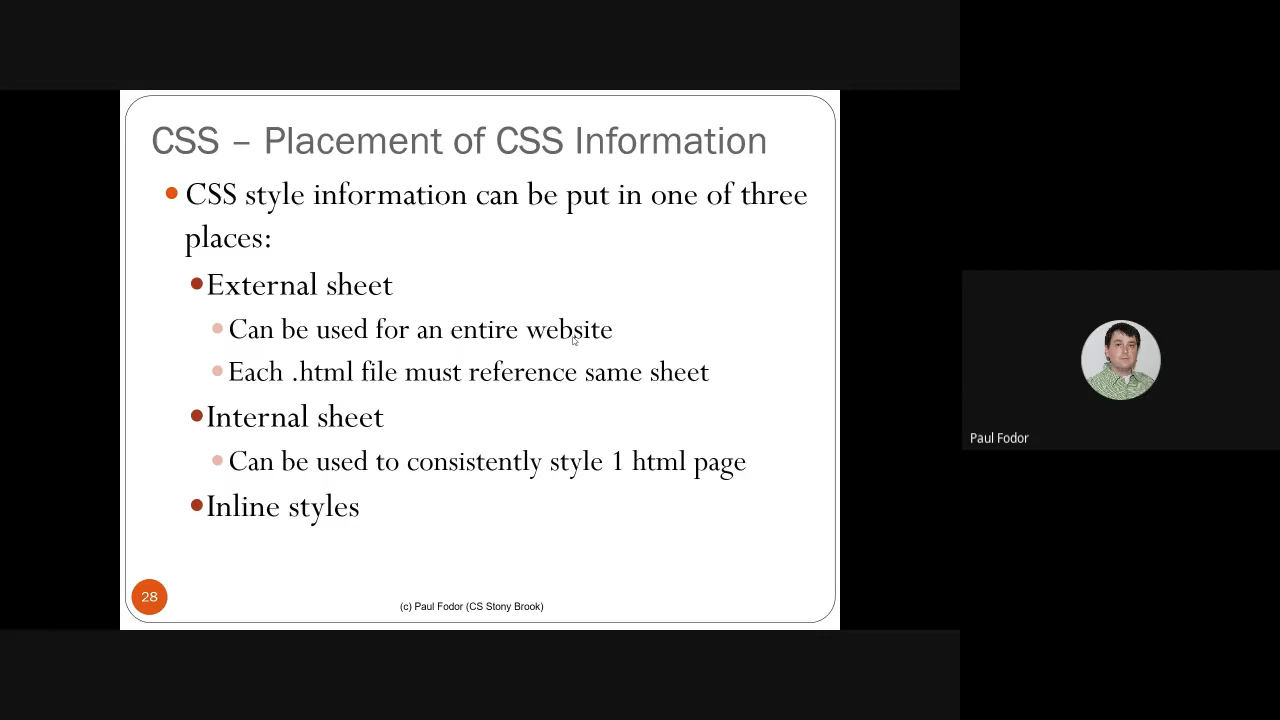 CSS – Placement of CSS Information
CSS style information can be put in one of three
places:
External sheet
Can be used for an entire website
Each .html file must reference same sheet
Internal sheet
Can be used to consistently style 1 html page
Inline styles
28
(c) Paul Fodor (CS Stony Brook)
Paul Fodor